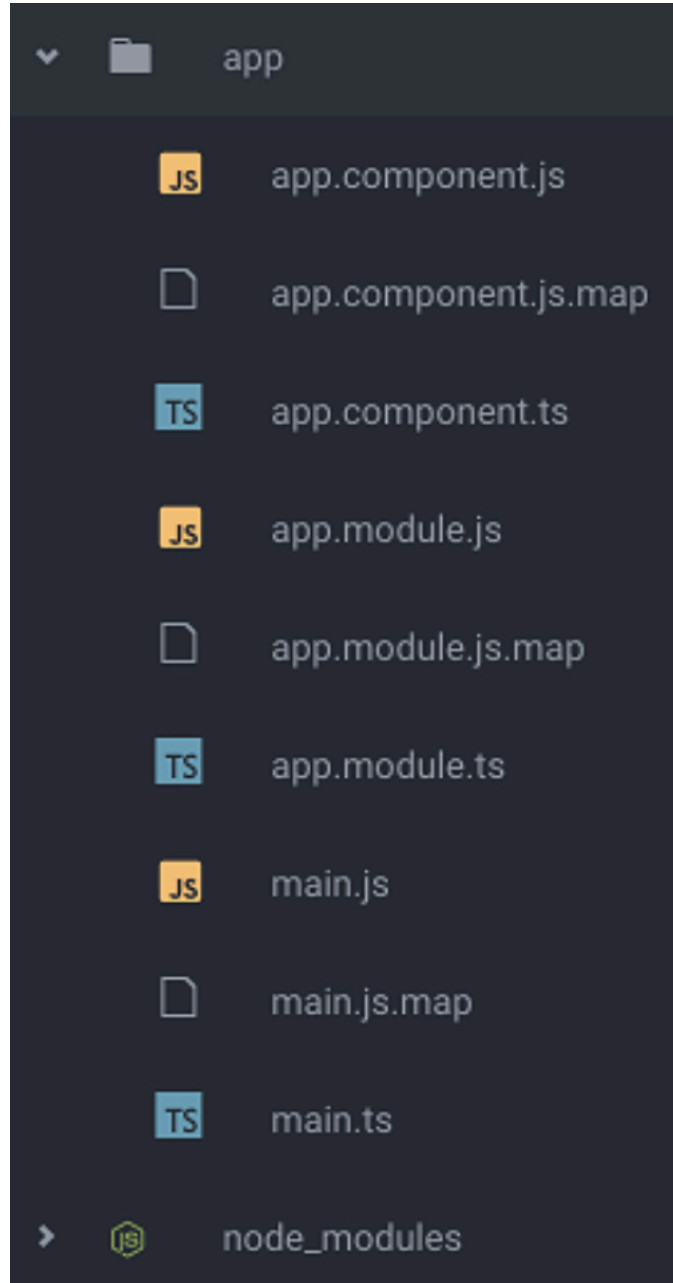 app
JS app.component.js
app.component.js.map
TS app.component.ts
JS app.module.js
app.module.js.map
TS app.module.ts
JS main.js
main.js.map
TS main.ts
JS node_modules